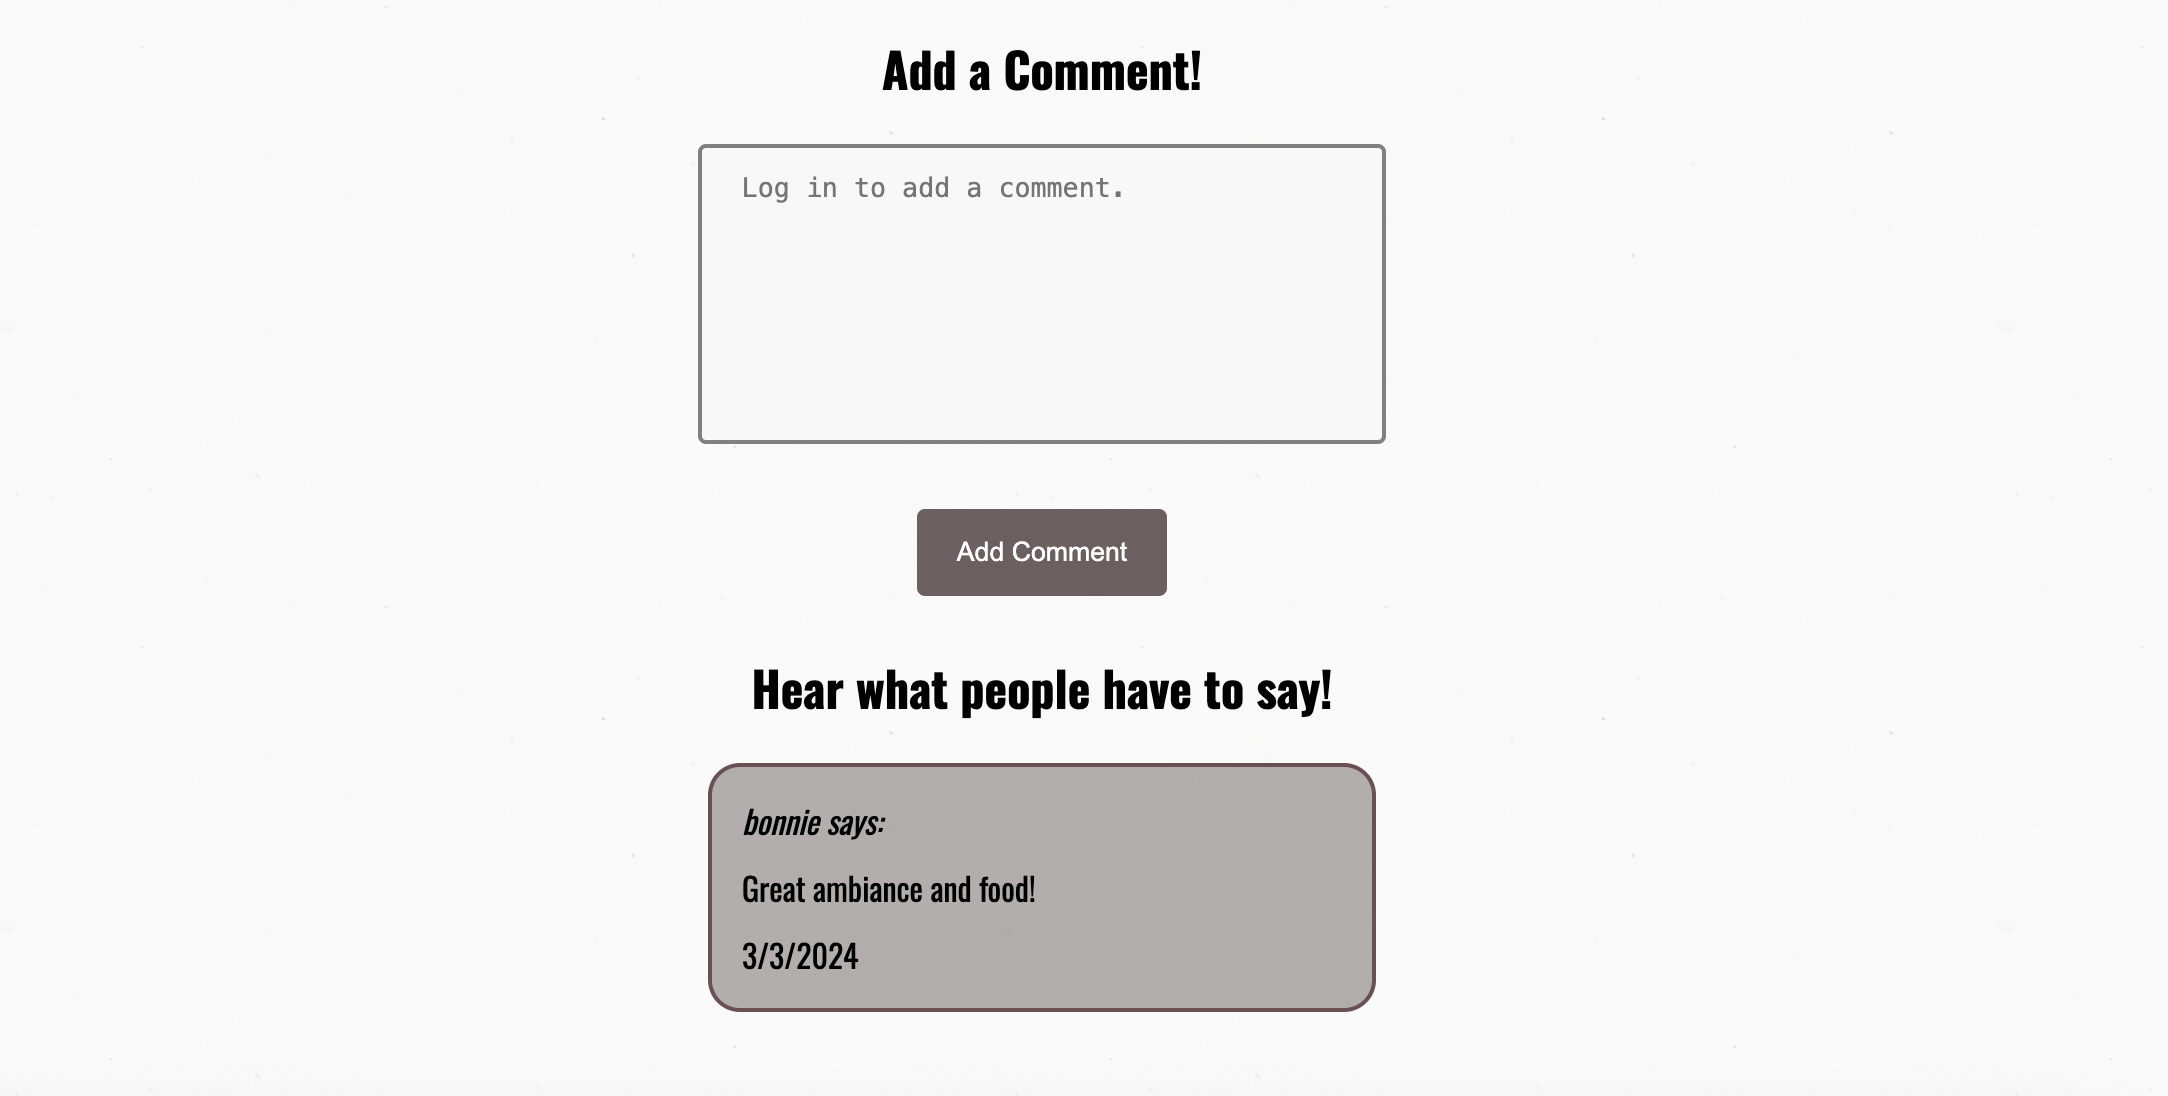 Add a Comment!
Log in to add a comment.
Add Comment
Hear what people have to say!
bonnie says:
Great ambiance and food!
3/3/2024